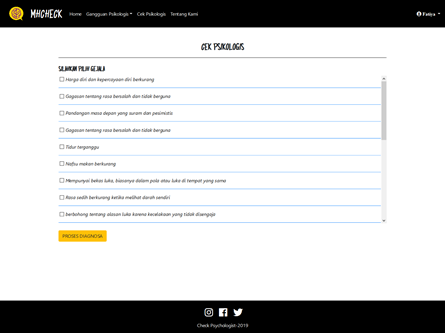 MHCHECK Home Gangguan Psikologis Cek Psikologis Tentang Kami Fatiya
CEK PSIKOLOGIS
SILAHKAN PILIH GEJALA
Harga diri dan kepercayaan diri berkurang
Gagasan tentang rasa bersalah dan tidak berguna
Pandangan masa depan yang suram dan pesimistis
Gagasan tentang rasa bersalah dan tidak berguna
Tidur terganggu
Nafsu makan berkurang
Mempunyai bekas luka, biasanya dalam pola atau luka di tempat yang sama
Rasa sedih berkurang ketika melihat darah sendiri
berbohong tentang alasan luka karena kecelakaan yang tidak disengaja
PROSES DIAGNOSA
Check Psychologist-2019